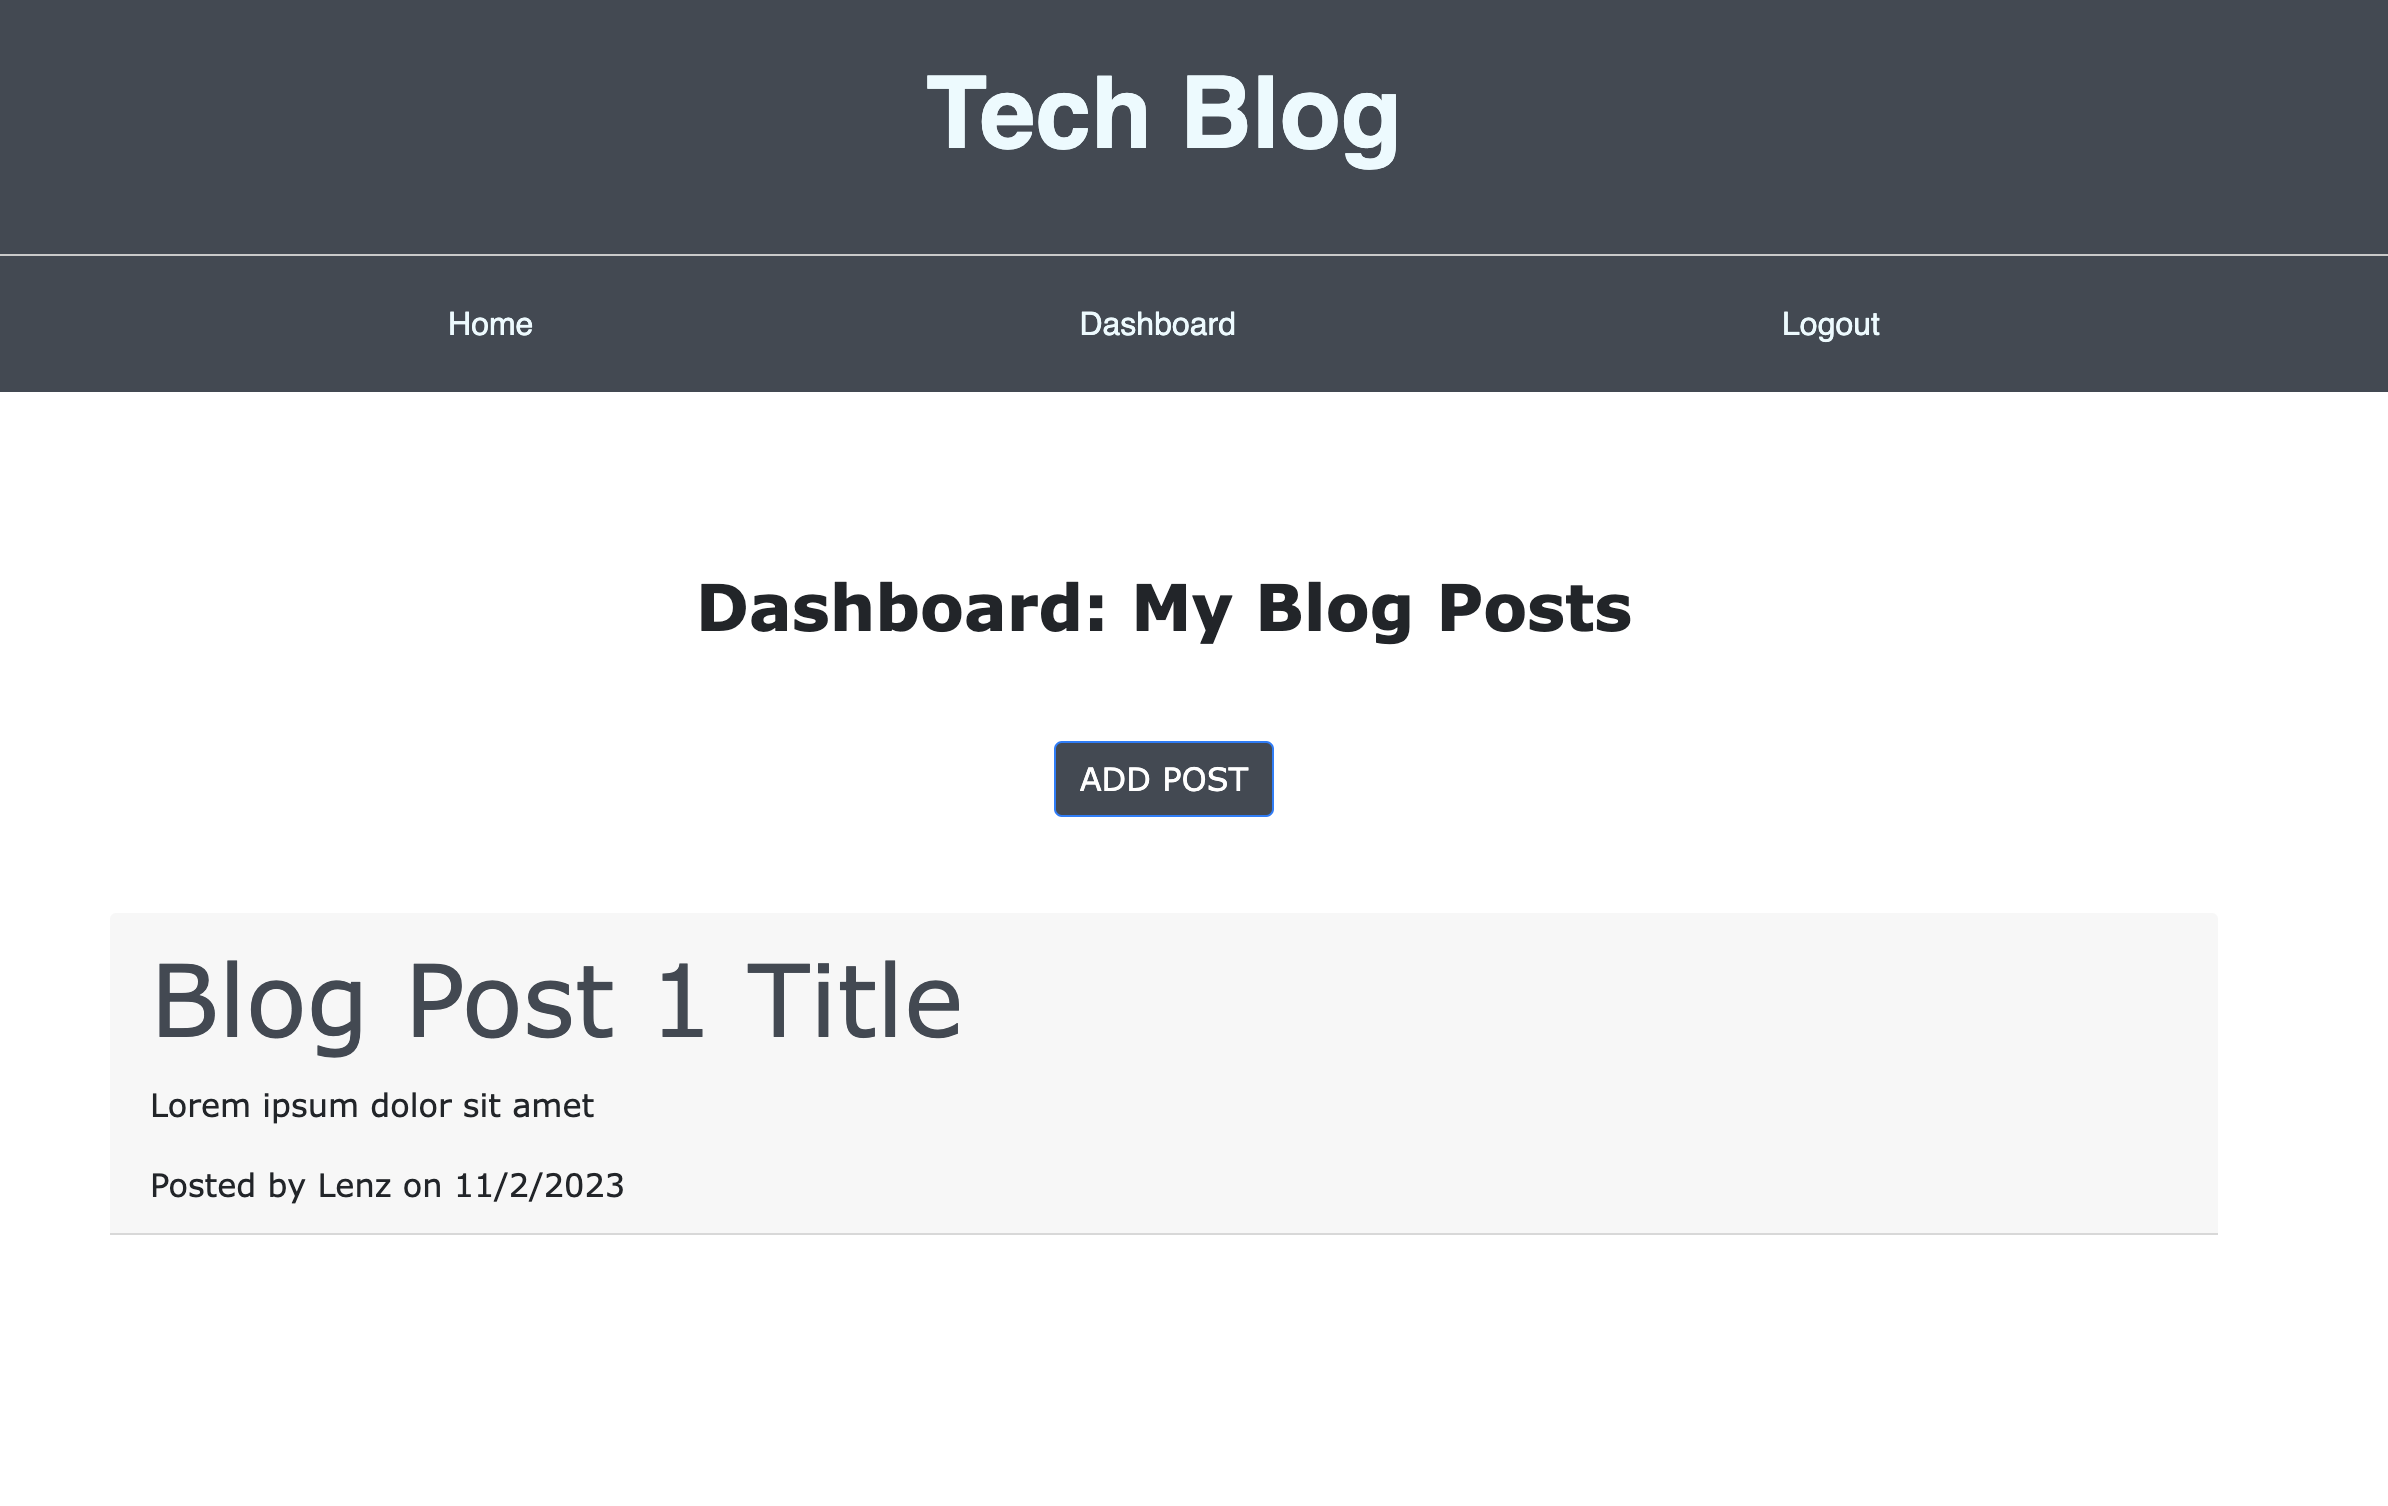 Tech Blog
Home Dashboard Logout
Dashboard: My Blog Posts
ADD POST
Blog Post 1 Title
Lorem ipsum dolor sit amet
Posted by Lenz on 11/2/2023